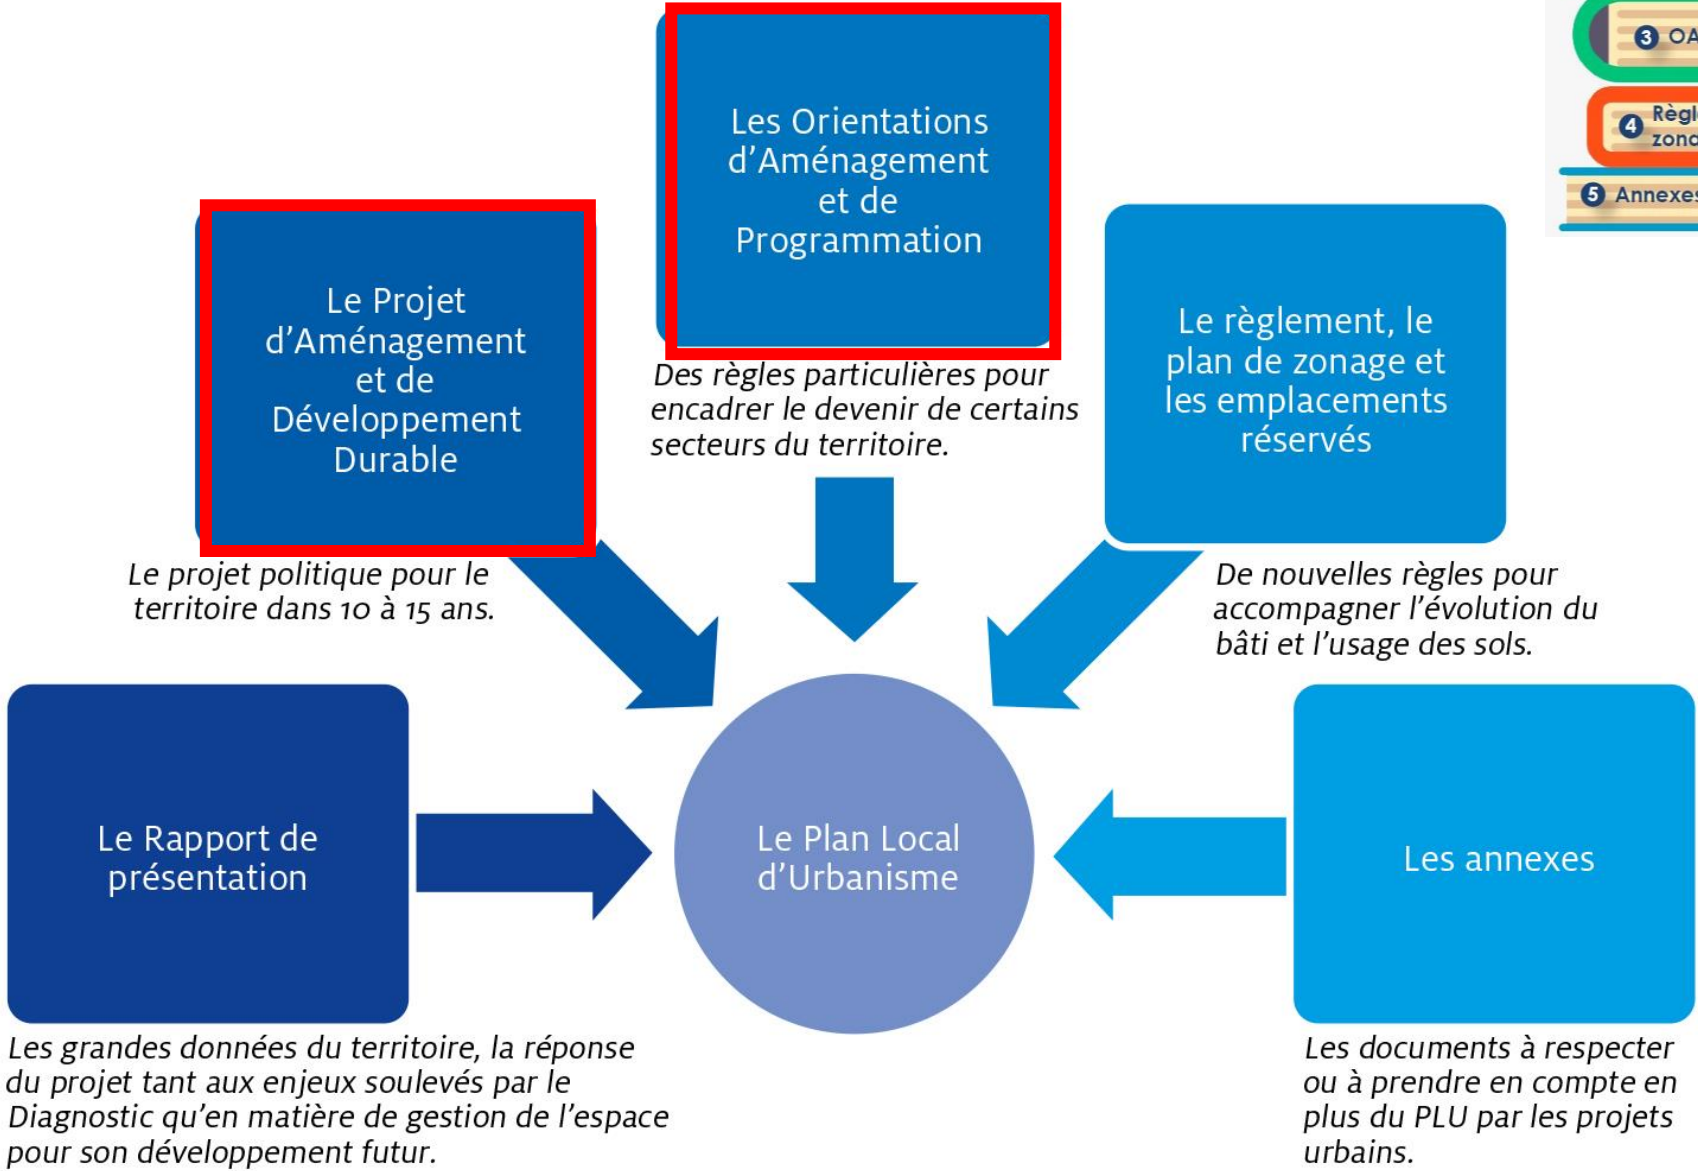 3 OA
4 Règl
zona
5 Annexes
Les Orientations
d'Aménagement
et de
Programmation
Des règles particulières pour
encadrer le devenir de certains
secteurs du territoire.
Le Projet
d'Aménagement
et de
Développement
Durable
Le projet politique pour le
territoire dans 10 à 15 ans.
Le règlement, le
plan de zonage et
les emplacements
réservés
De nouvelles règles pour
accompagner l'évolution du
bâti et l'usage des sols.
Le Rapport de
présentation
Les grandes données du territoire, la réponse
du projet tant aux enjeux soulevés par le
Diagnostic qu'en matière de gestion de l'espace
pour son développement futur.
Le Plan Local
d'Urbanisme
Les annexes
Les documents à respecter
ou à prendre en compte en
plus du PLU par les projets
urbains.